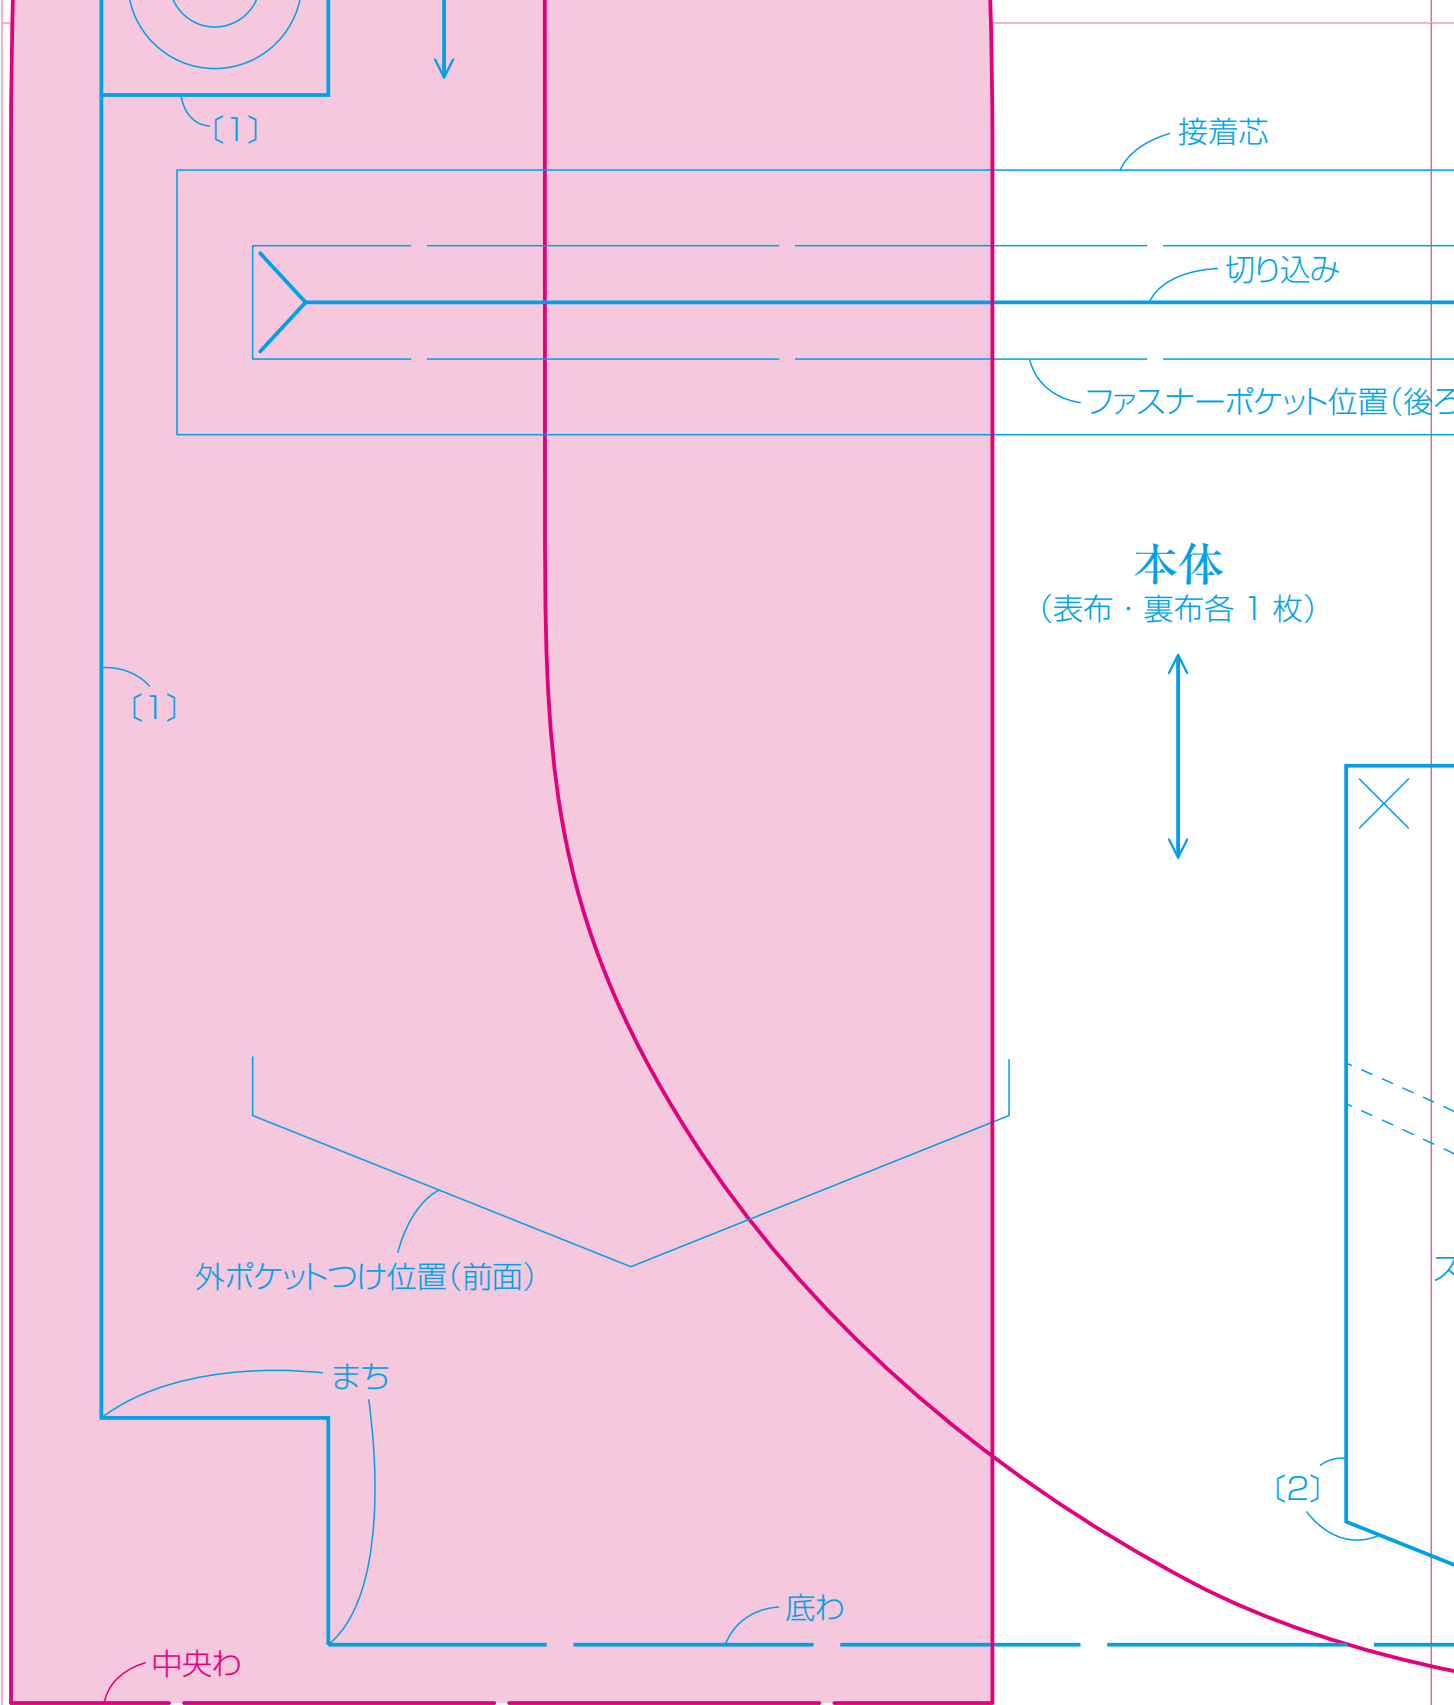 〔1〕
接着芯
切り込み
ファスナーポケット位置(後ろ
本体
(表布・裏布各 1 枚)
〔1〕
外ポケットつけ位置(前面)
ス
まち
〔2〕
底わ
中央わ